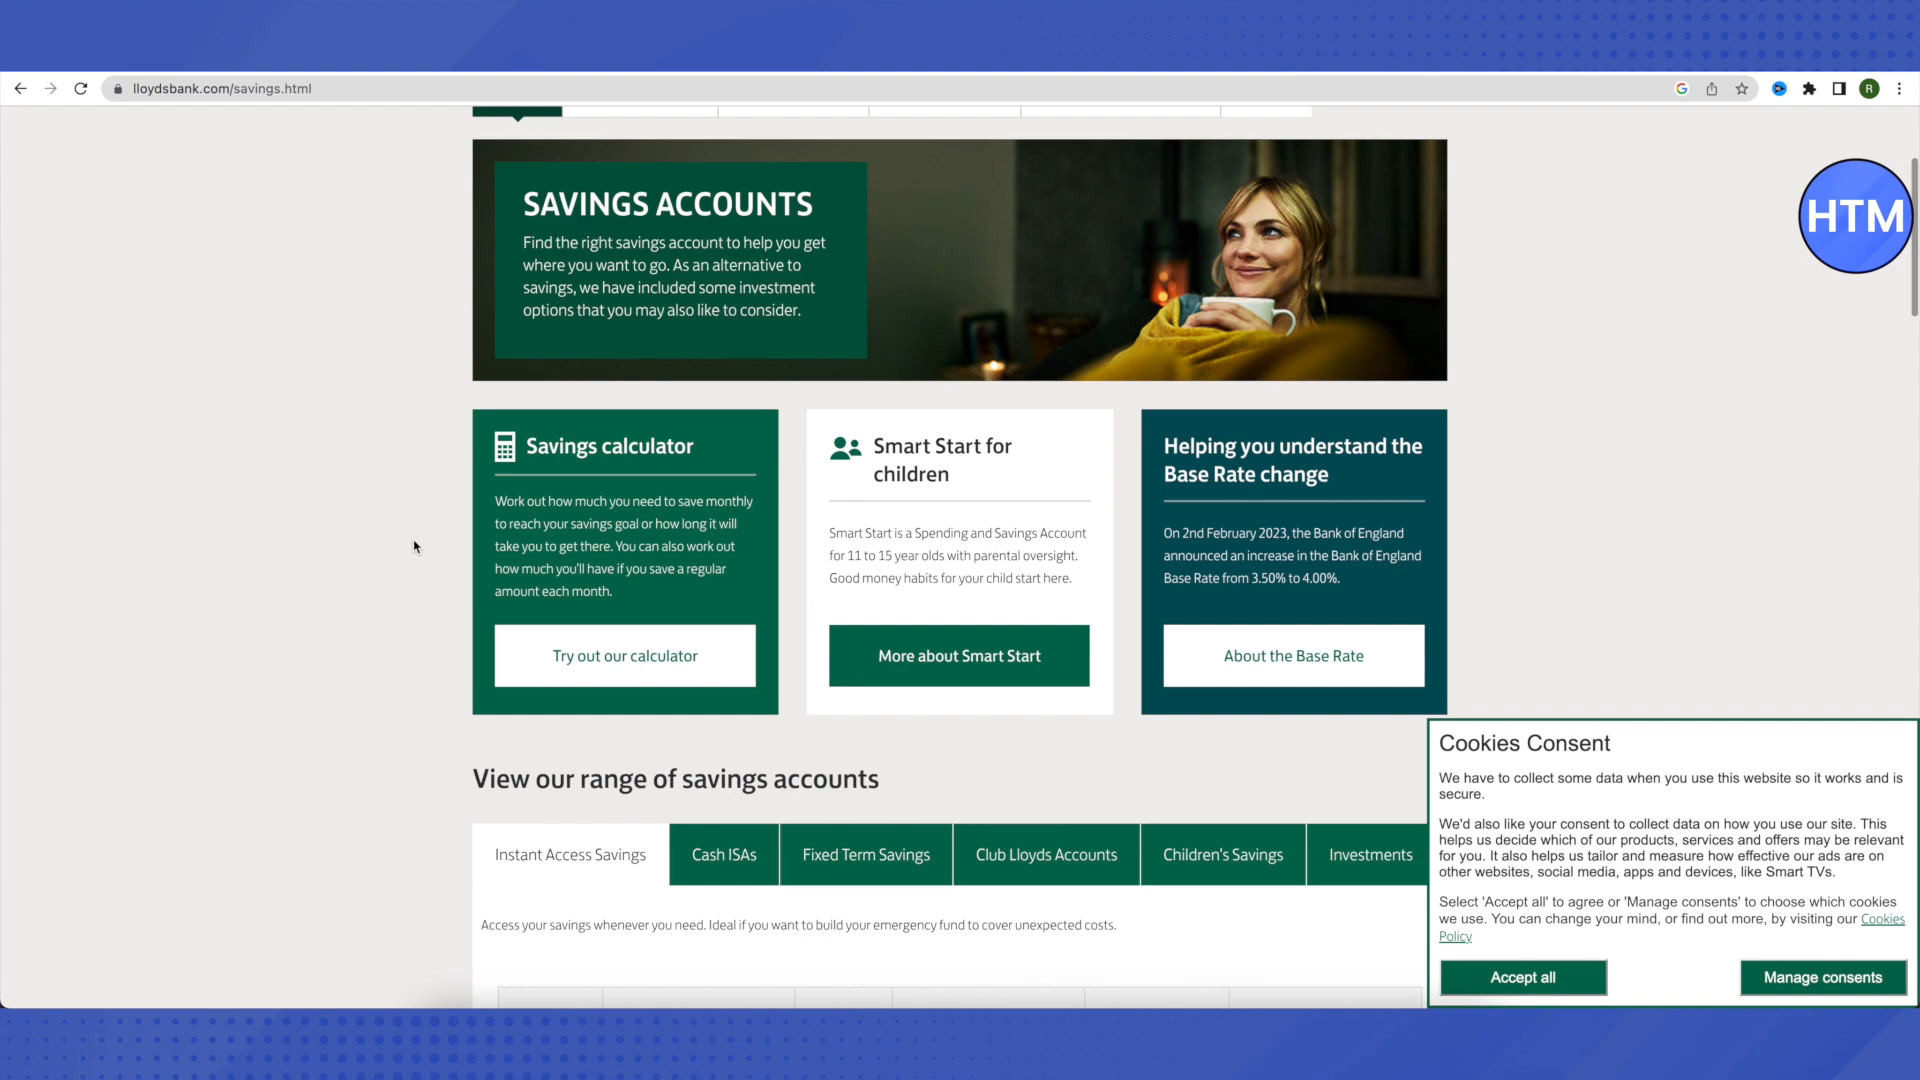 lloydsbank.com/savings.html
R
HTM
SAVINGS ACCOUNTS
Find the right savings account to help you get
where you want to go. As an alternative to
savings, we have included some investment
options that you may also like to consider.
Savings calculator
Work out how much you need to save monthly
to reach your savings goal or how long it will
take you to get there. You can also work out
how much you'll have if you save a regular
amount each month.
Try out our calculator
Smart Start for
children
Smart Start is a Spending and Savings Account
for 11 to 15 year olds with parental oversight.
Good money habits for your child start here.
More about Smart Start
Helping you understand the
Base Rate change
On 2nd February 2023, the Bank of England
announced an increase in the Bank of England
Base Rate from 3.50% to 4.00%.
About the Base Rate
View our range of savings accounts
Instant Access Savings
Cash ISAs
Fixed Term Savings
Club Lloyds Accounts
Children's Savings
Investments
Access your savings whenever you need. Ideal if you want to build your emergency fund to cover unexpected costs.
Cookies Consent
We have to collect some data when you use this website so it works and is
secure.
We'd also like your consent to collect data on how you use our site. This
helps us decide which of our products, services and offers may be relevant
for you. It also helps us tailor and measure how effective our ads are on
other websites, social media, apps and devices, like Smart TVs.
Select 'Accept all' to agree or 'Manage consents' to choose which cookies
we use. You can change your mind, or find out more, by visiting our Cookies
Policy
Accept all
Manage consents